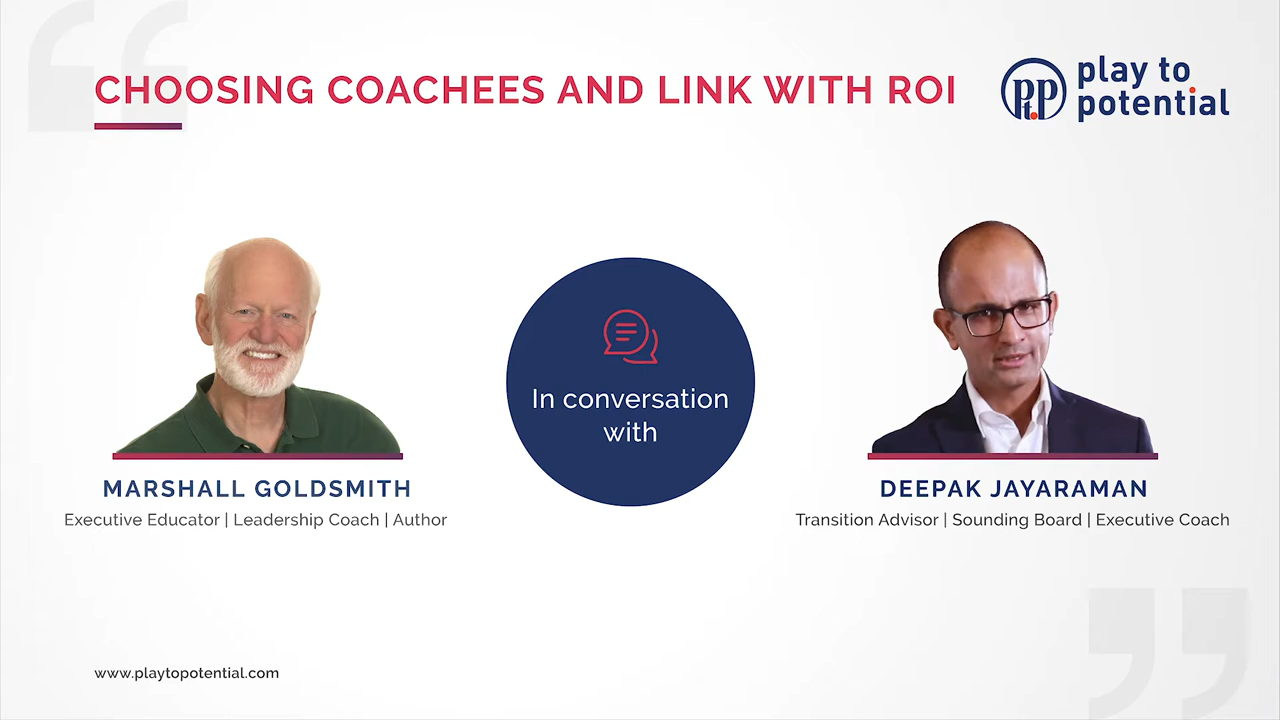 CHOOSING COACHEES AND LINK WITH ROI
ptp
play to
potential
In conversation
with
MARSHALL GOLDSMITH
Executive Educator | Leadership Coach | Author
DEEPAK JAYARAMAN
Transition Advisor | Sounding Board | Executive Coach
www.playtopotential.com